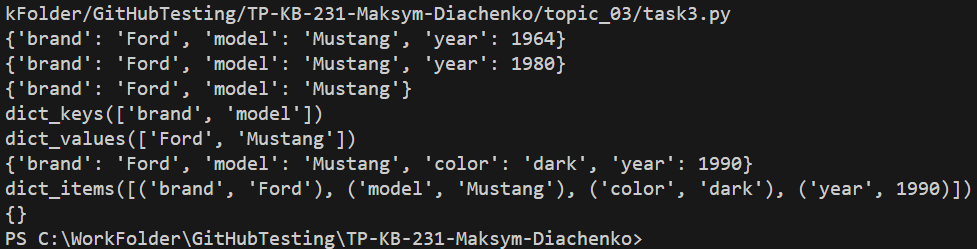 kFolder/GitHubTesting/TP-KB-231-Maksym-Diachenko/topic_03/task3.py
{'brand': 'Ford', 'model': 'Mustang', 'year': 1964}
{'brand': 'Ford', 'model': 'Mustang', 'year': 1980}
{'brand': 'Ford', 'model': 'Mustang'}
dict_keys(['brand', 'model'])
dict_values(['Ford', 'Mustang'])
{'brand': 'Ford', 'model': 'Mustang', 'color': 'dark', 'year': 1990}
dict_items([('brand', 'Ford'), ('model', 'Mustang'), ('color', 'dark'), ('year', 1990)])
{}
PS C:\WorkFolder\GitHubTesting\TP-KB-231-Maksym-Diachenko>